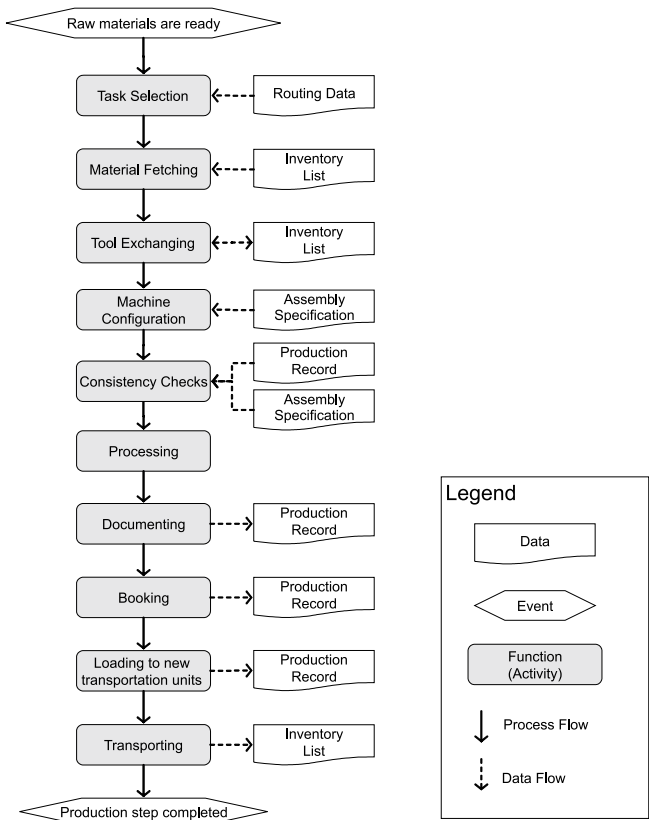 Raw materials are ready
Task Selection
Routing Data
Material Fetching
Inventory
List
Tool Exchanging
Inventory
List
Machine
Configuration
Assembly
Specification
Consistency Checks
Production
Record
Assembly
Specification
Processing
Documenting
Production
Record
Booking
Production
Record
Loading to new
transportation units
Production
Record
Transporting
Inventory
List
Production step completed
Legend
Data
Event
Function
(Activity)
Process Flow
Data Flow